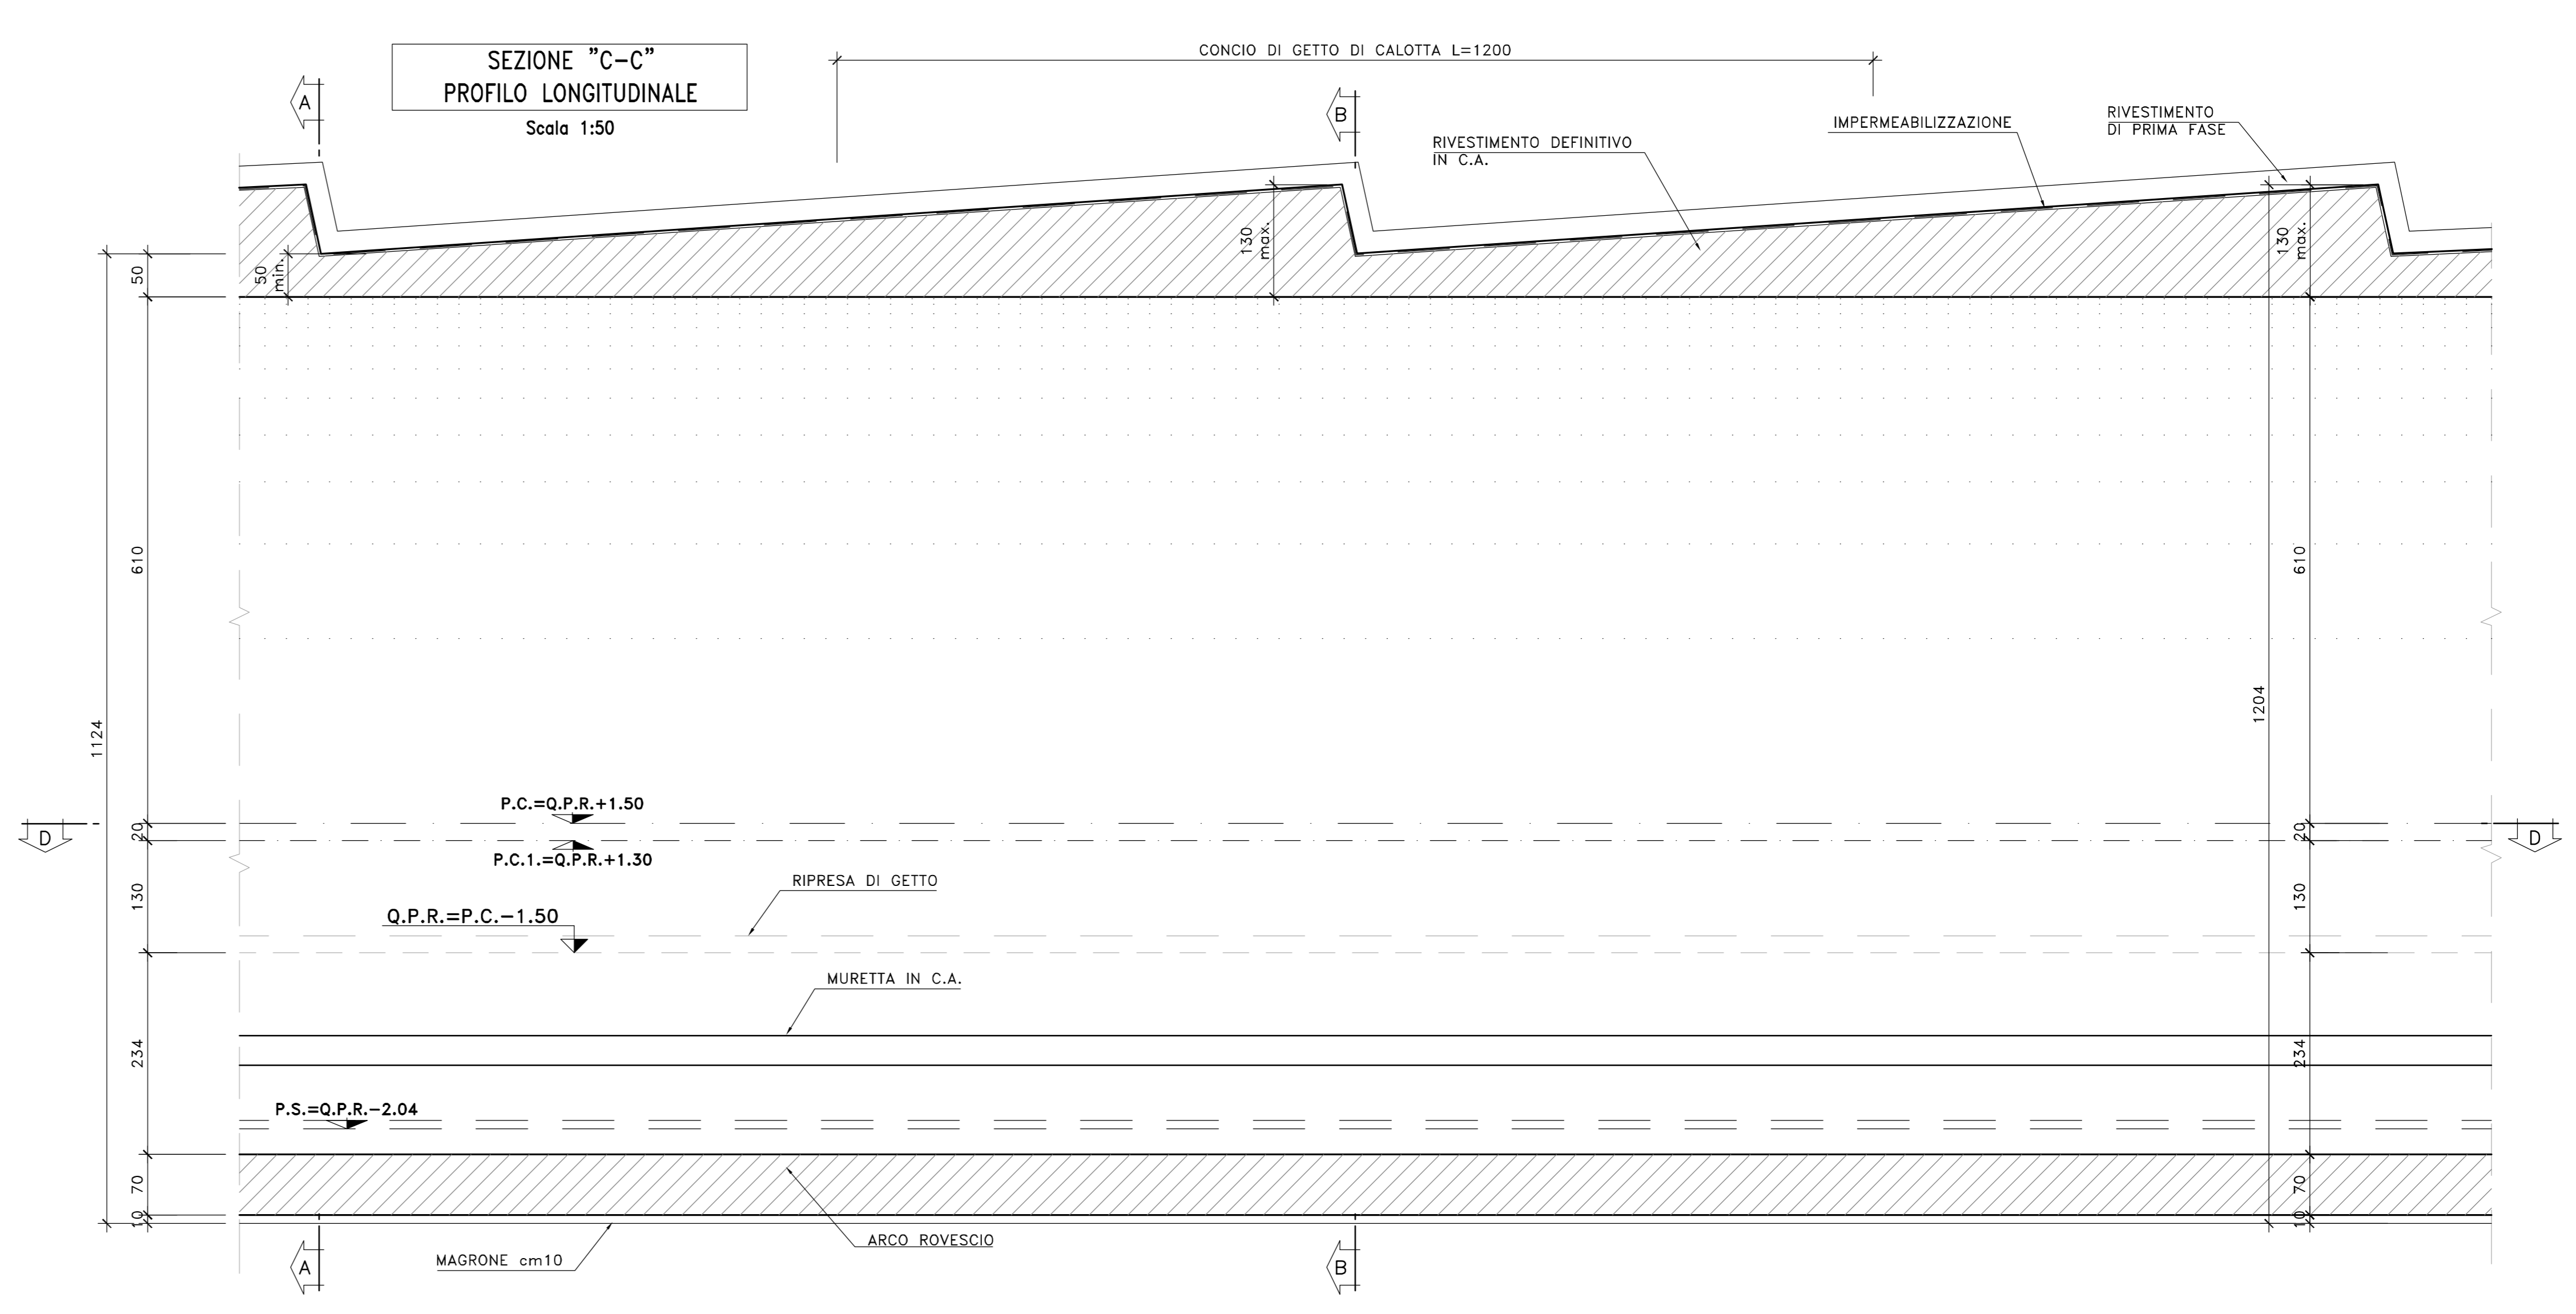 SEZIONE "C-C"
PROFILO LONGITUDINALE
Scala 1:50
CONCIO DI GETTO DI CALOTTA L=1200
A
B
RIVESTIMENTO DEFINITIVO
IN C.A.
IMPERMEABILIZZAZIONE
RIVESTIMENTO
DI PRIMA FASE
50
50
min.
130
max.
130
max.
610
610
1124
1204
P.C.=Q.P.R.+1.50
D
20
20
D
P.C.1.=Q.P.R.+1.30
RIPRESA DI GETTO
130
130
Q.P.R.=P.C.-1.50
MURETTA IN C.A.
234
234
P.S.=Q.P.R.-2.04
70
70
10
10
ARCO ROVESCIO
MAGRONE cm10
A
B